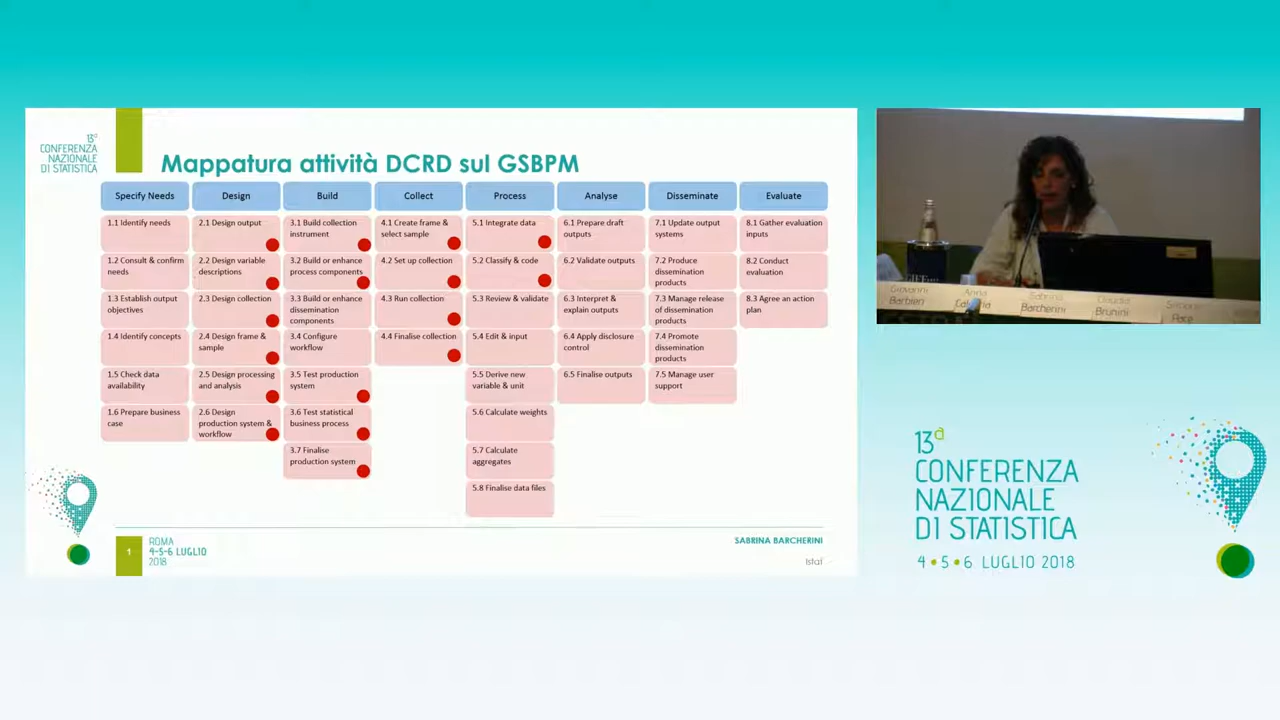 13ª
CONFERENZA
NAZIONALE
DI STATISTICA
Mappatura attività DCRD sul GSBPM
Specify Needs
1.1 Identify needs
1.2 Consult & confirm
needs
1.3 Establish output
objectives
1.4 Identify concepts
1.5 Check data
availability
1.6 Prepare business
case
Design
2.1 Design output
2.2 Design variable
descriptions
2.3 Design collection
2.4 Design frame &
sample
2.5 Design processing
and analysis
2.6 Design
production system &
workflow
Build
3.1 Build collection
instrument
3.2 Build or enhance
process components
3.3 Build or enhance
dissemination
components
3.4 Configure
workflow
3.5 Test production
system
3.6 Test statistical
business process
3.7 Finalise
production system
Collect
4.1 Create frame &
select sample
4.2 Set up collection
4.3 Run collection
4.4 Finalise collection
Process
5.1 Integrate data
5.2 Classify & code
5.3 Review & validate
5.4 Edit & input
5.5 Derive new
variable & unit
5.6 Calculate weights
5.7 Calculate
aggregates
5.8 Finalise data files
Analyse
6.1 Prepare draft
outputs
6.2 Validate outputs
6.3 Interpret &
explain outputs
6.4 Apply disclosure
control
6.5 Finalise outputs
Disseminate
7.1 Update output
systems
7.2 Produce
dissemination
products
7.3 Manage release
of dissemination
products
7.4 Promote
dissemination
products
7.5 Manage user
support
Evaluate
8.1 Gather evaluation
inputs
8.2 Conduct
evaluation
8.3 Agree an action
plan
1
ROMA
4-5-6 LUGLIO
2018
SABRINA BARCHERINI
Istat
Giovanni
Barbieri
Anna
Sabrina
Barcherini
Claudia
Brunini
13ª
CONFERENZA
NAZIONALE
DI STATISTICA
4 • 5 • 6 LUGLIO 2018